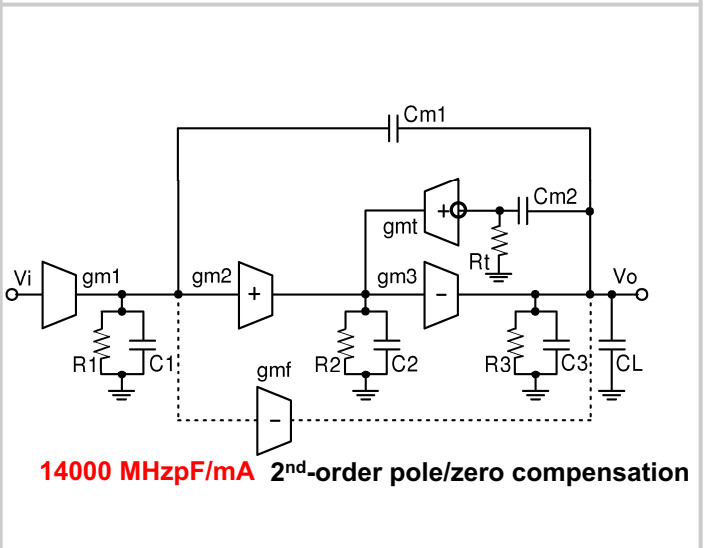 Cm1
Cm2
+
gmt
Rt
Vi
gm1
gm2
+
gm3
-
Vo
R1
C1
R2
C2
R3
C3
CL
gmf
-
14000 MHzpF/mA 2nd-order pole/zero compensation